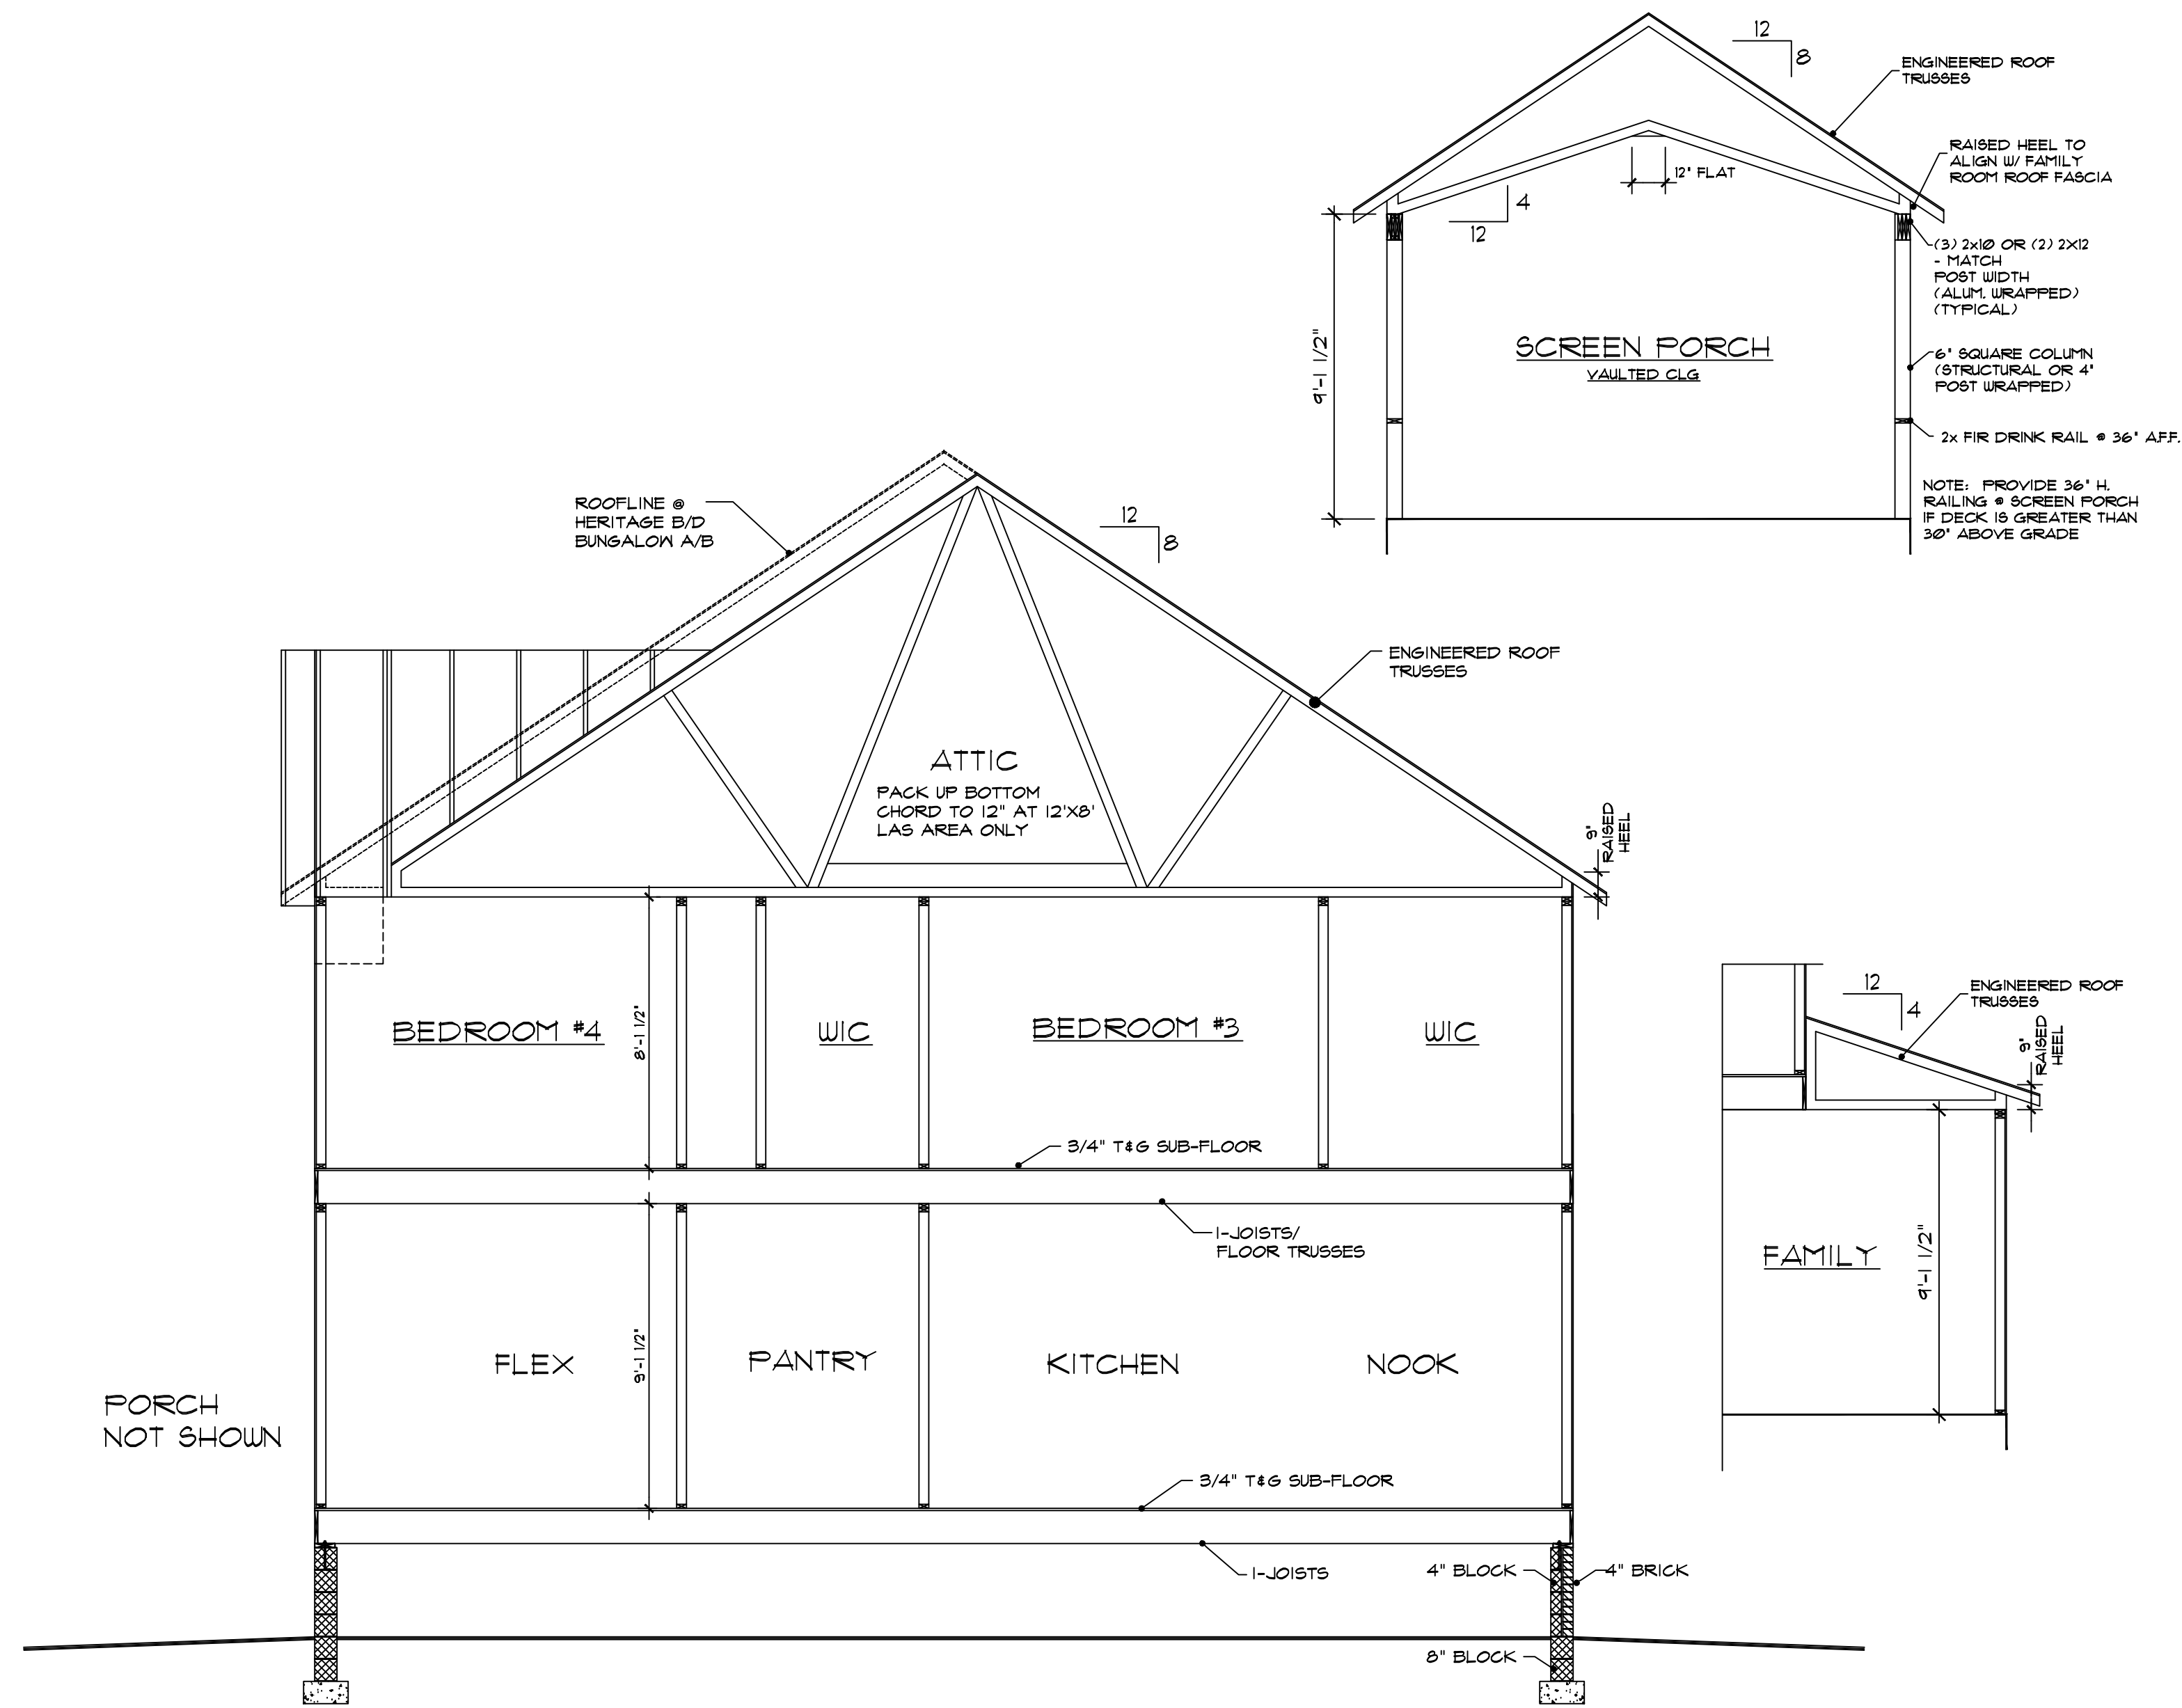 12
8
ENGINEERED ROOF
TRUSSES
RAISED HEEL TO
ALIGN W/ FAMILY
ROOM ROOF FASCIA
12" FLAT
4
12
(3) 2x10 OR (2) 2X12
- MATCH
POST WIDTH
(ALUM. WRAPPED)
(TYPICAL)
9'-1 1/2"
SCREEN PORCH
VAULTED CLG
6" SQUARE COLUMN
(STRUCTURAL OR 4"
POST WRAPPED)
2x FIR DRINK RAIL @ 36" A.F.F.
NOTE: PROVIDE 36" H.
RAILING @ SCREEN PORCH
IF DECK IS GREATER THAN
30" ABOVE GRADE
ROOFLINE @
HERITAGE B/D
BUNGALOW A/B
12
8
ENGINEERED ROOF
TRUSSES
ATTIC
PACK UP BOTTOM
CHORD TO 12" AT 12'X8'
LAS AREA ONLY
9"
RAISED
HEEL
BEDROOM #4
8'-1 1/2"
WIC
BEDROOM #3
WIC
3/4" T&G SUB-FLOOR
I-JOISTS/
FLOOR TRUSSES
12
4
ENGINEERED ROOF
TRUSSES
9"
RAISED
HEEL
FAMILY
9'-1 1/2"
FLEX
9'-1 1/2"
PANTRY
KITCHEN
NOOK
PORCH
NOT SHOWN
3/4" T&G SUB-FLOOR
I-JOISTS
4" BLOCK
4" BRICK
8" BLOCK